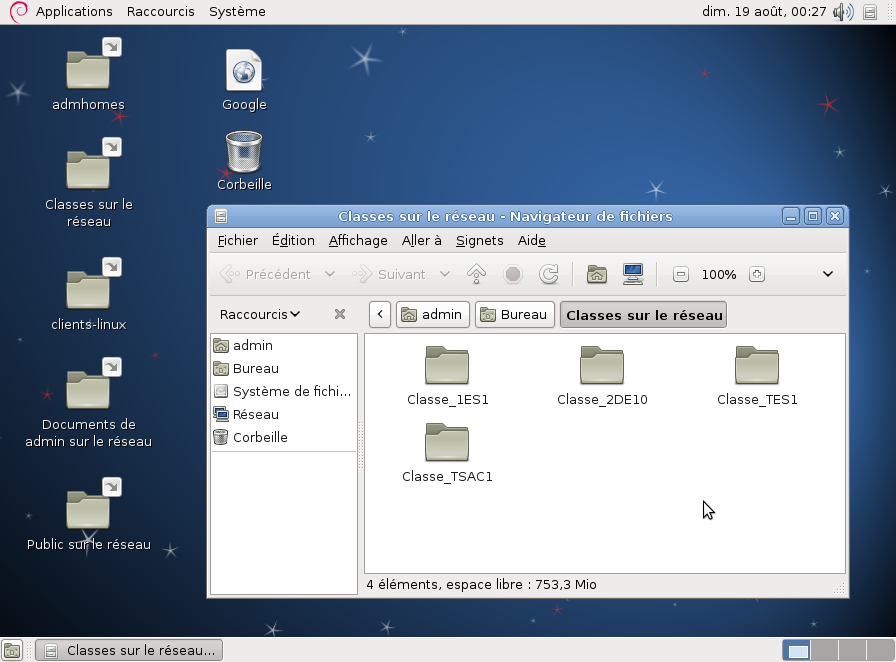 Applications Raccourcis Système
dim. 19 août, 00:27
admhomes
Google
Classes sur le
réseau
Corbeille
clients-linux
Documents de
admin sur le réseau
Public sur le réseau
Classes sur le réseau - Navigateur de fichiers
Fichier Édition Affichage Aller à Signets Aide
Précédent Suivant 100%
Raccourcis
admin Bureau Classes sur le réseau
admin
Bureau
Système de fichi...
Réseau
Corbeille
Classe_1ES1 Classe_2DE10 Classe_TES1
Classe_TSAC1
4 éléments, espace libre : 753,3 Mio
Classes sur le réseau...